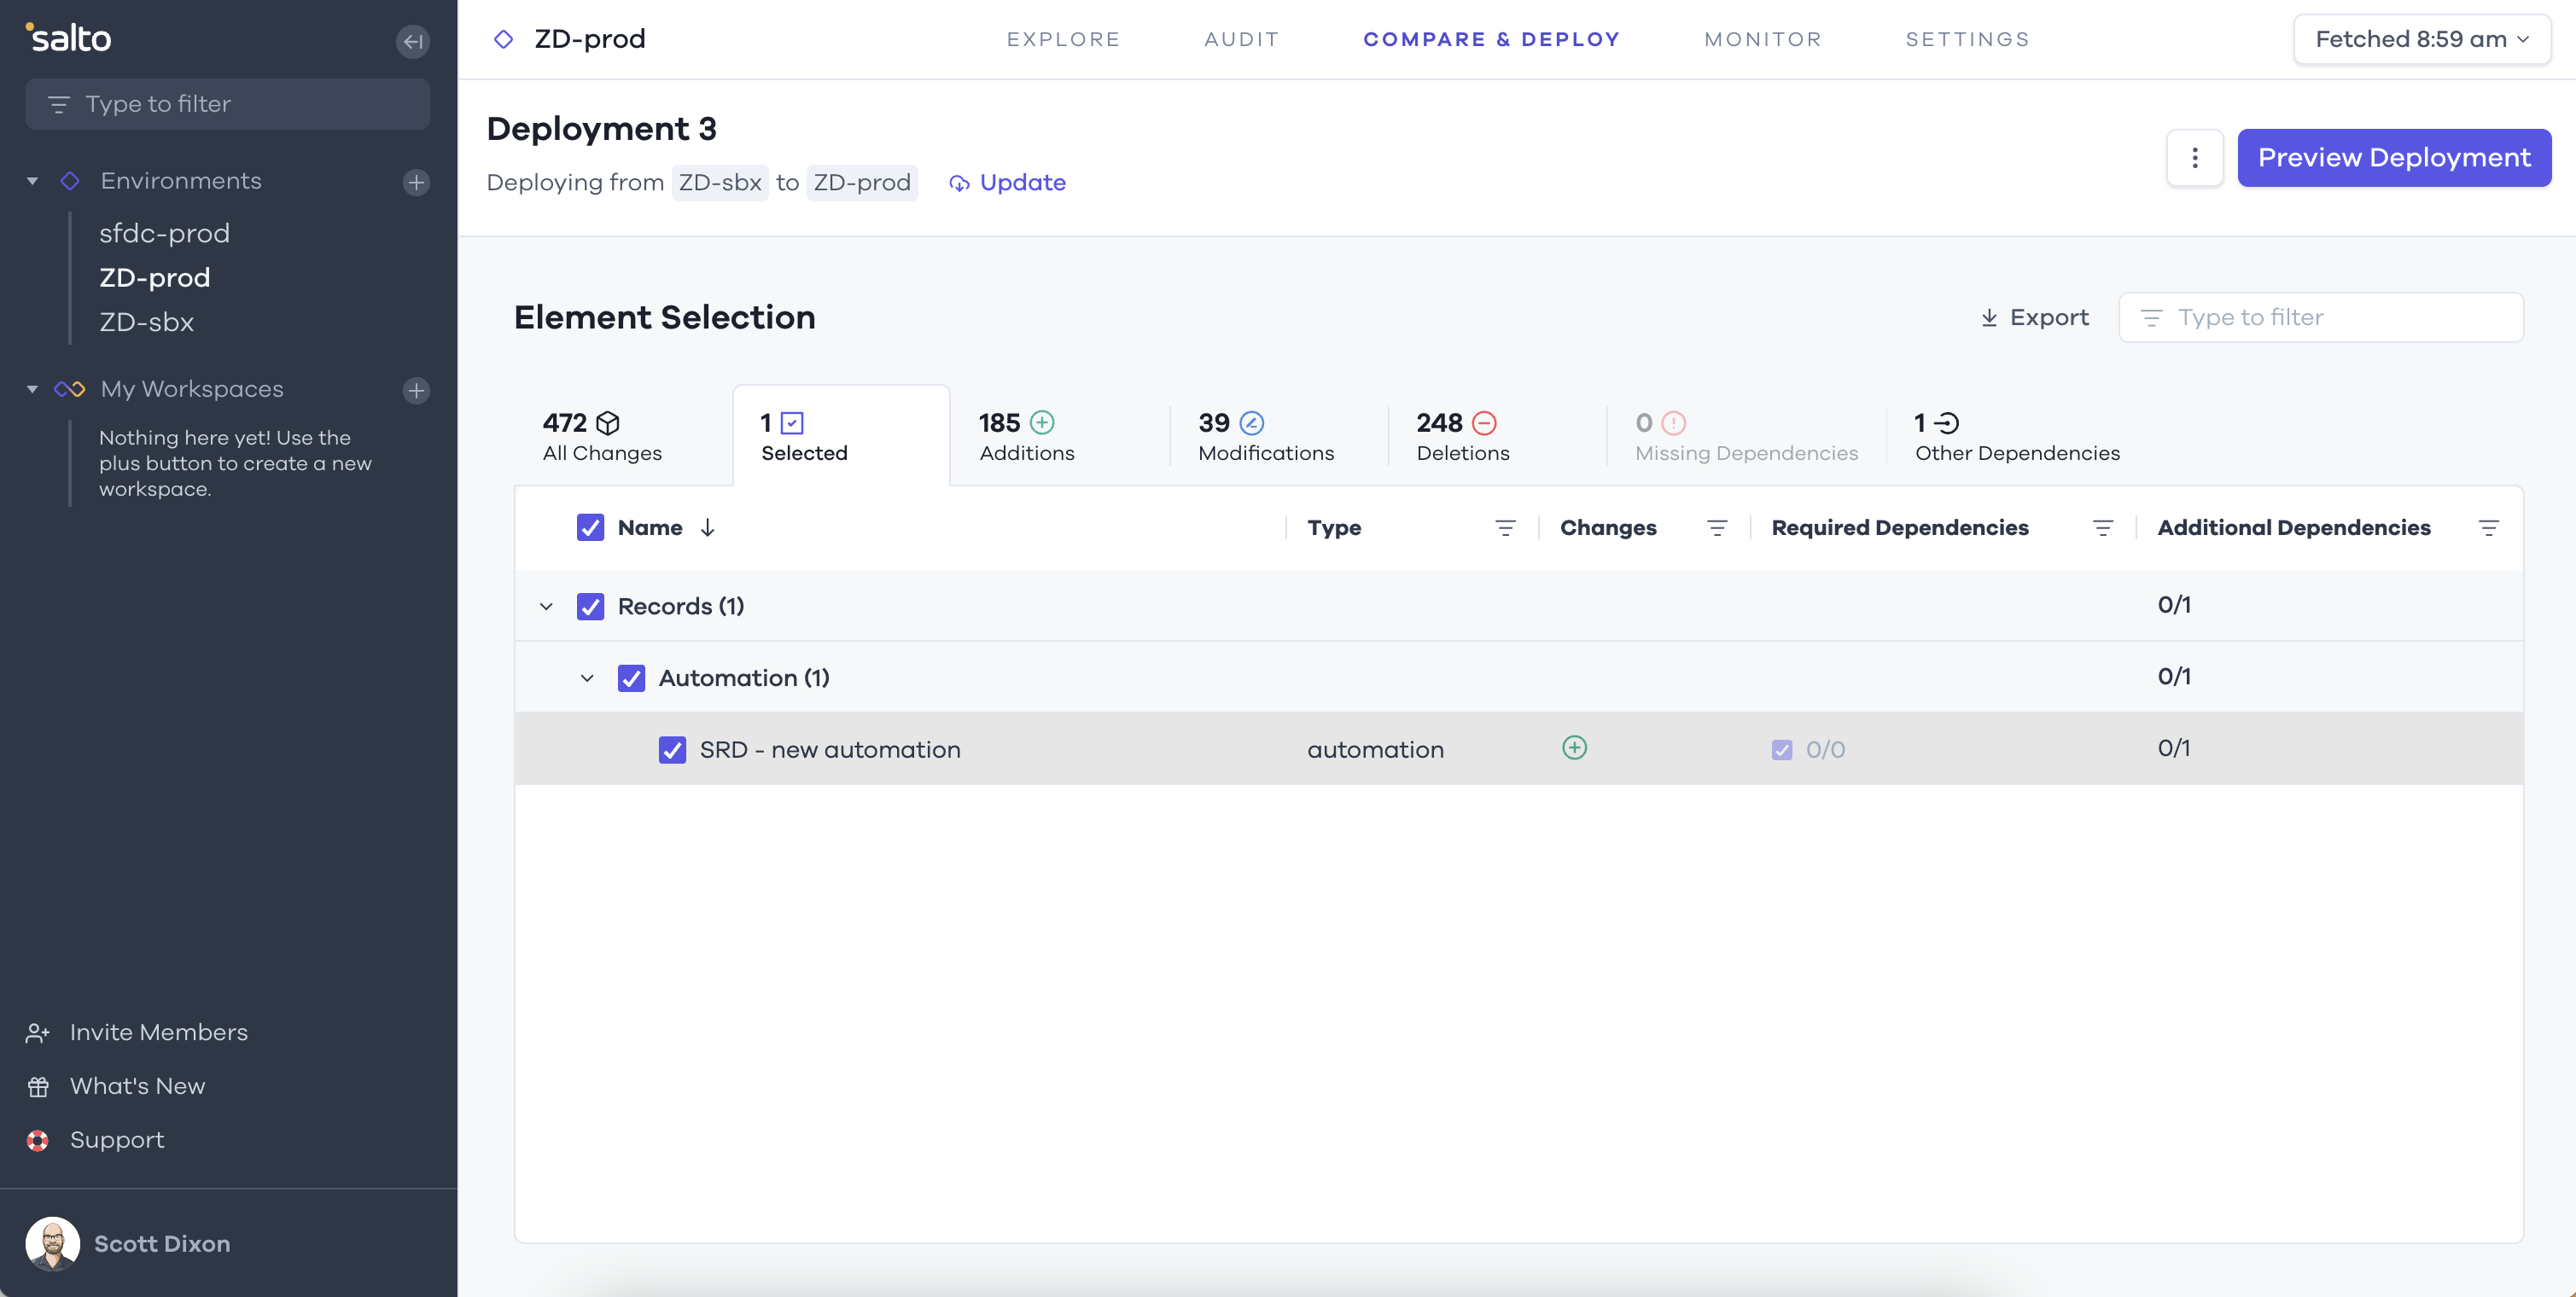 salto
Type to filter
Environments
sfdc-prod
ZD-prod
ZD-sbx
My Workspaces
Nothing here yet! Use the
plus button to create a new
workspace.
Invite Members
What's New
Support
Scott Dixon
ZD-prod
EXPLORE
AUDIT
COMPARE & DEPLOY
MONITOR
SETTINGS
Fetched 8:59 am
Deployment 3
Deploying from ZD-sbx to ZD-prod Update
Preview Deployment
Element Selection
Export
Type to filter
472
All Changes
1
Selected
185
Additions
39
Modifications
248
Deletions
0
Missing Dependencies
1
Other Dependencies
Name Type Changes Required Dependencies Additional Dependencies
Records (1) 0/1
Automation (1) 0/1
SRD - new automation automation 0/0 0/1